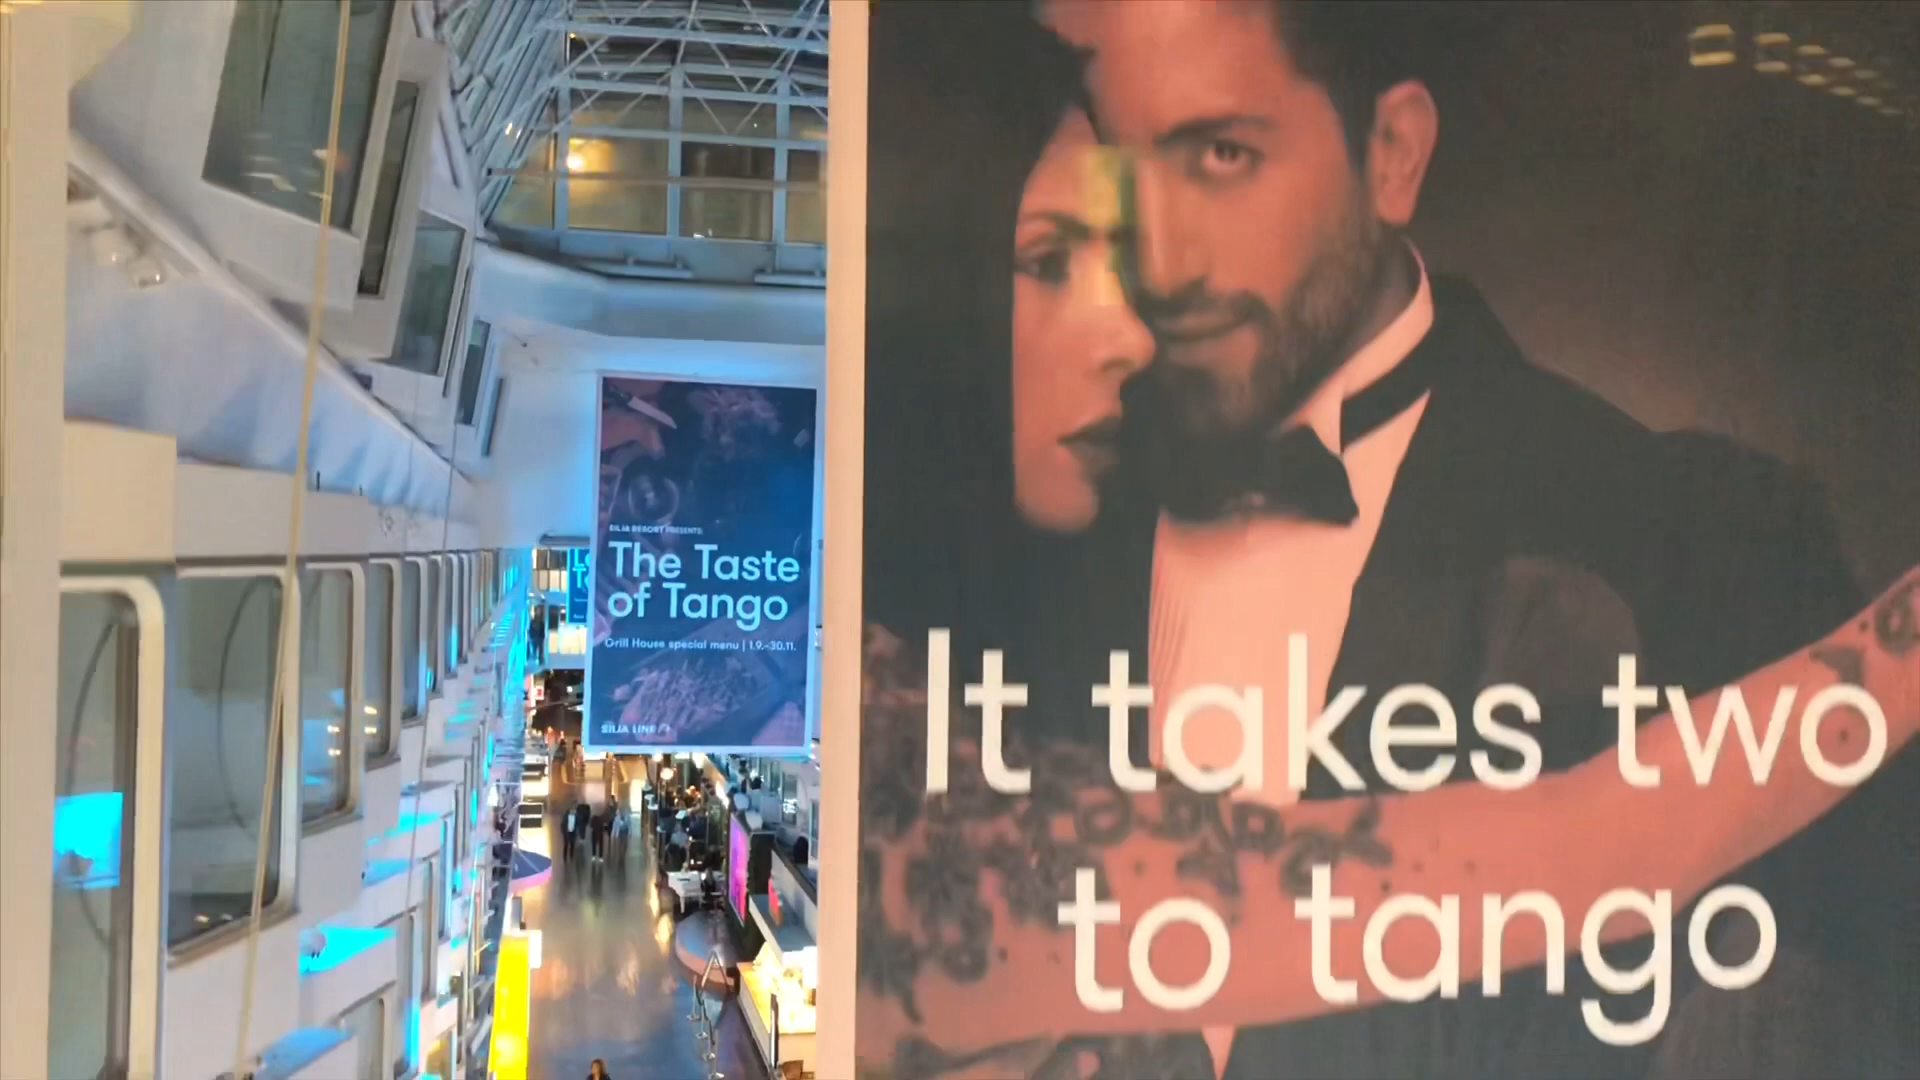 SILJA RESORT PRESENTS:
The Taste
of Tango
Grill House special menu | 1.9.-30.11.
SILJA LINE
It takes two
to tango